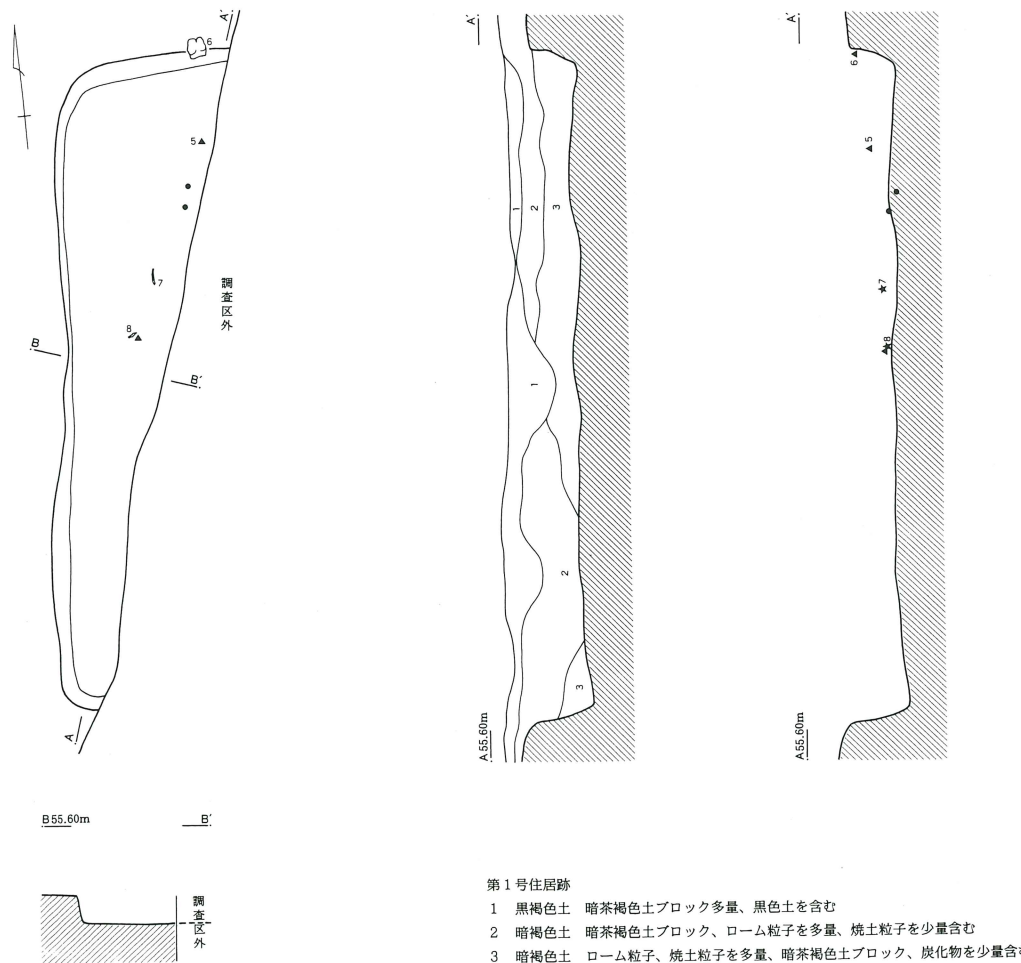 A′
6
5
7
8
調査区外
B
B′
A
A′
1
2
3
1
2
3
A55.60m
A′
6
5
7
8
A55.60m
B55.60m
B′
調査区外
第1号住居跡
1 黒褐色土 暗茶褐色土ブロック多量、黒色土を含む
2 暗褐色土 暗茶褐色土ブロック、ローム粒子を多量、焼土粒子を少量含む
3 暗褐色土 ローム粒子、焼土粒子を多量、暗茶褐色土ブロック、炭化物を少量含む